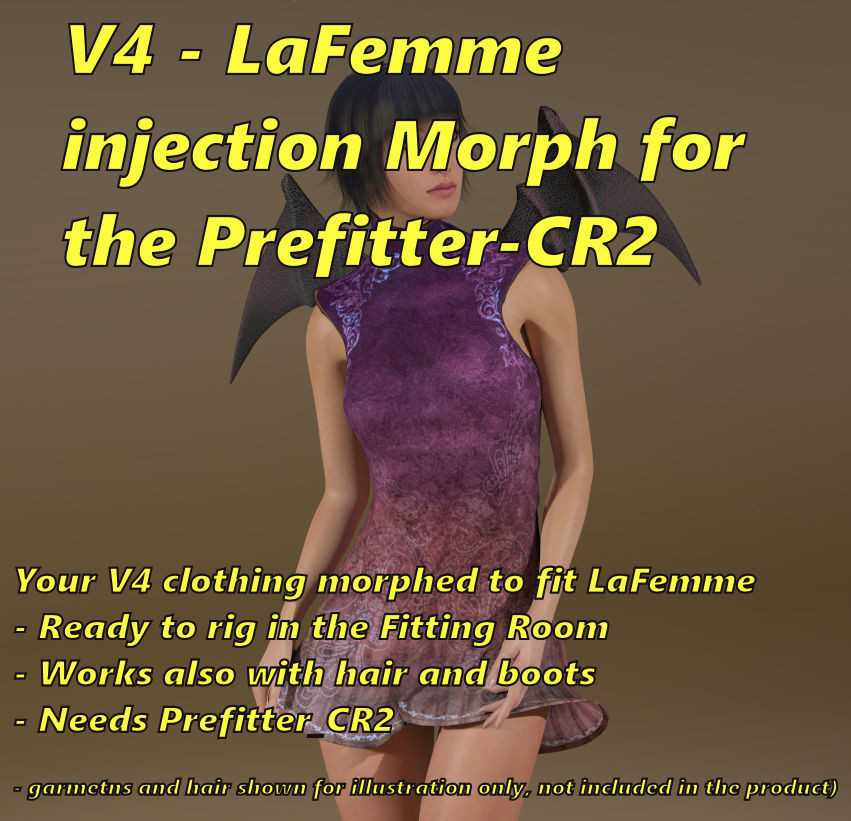 V4 - LaFemme
injection Morph for
the Prefitter-CR2
Your V4 clothing morphed to fit LaFemme
- Ready to rig in the Fitting Room
- Works also with hair and boots
- Needs Prefitter_CR2
- garmetns and hair shown for illustration only, not included in the product)